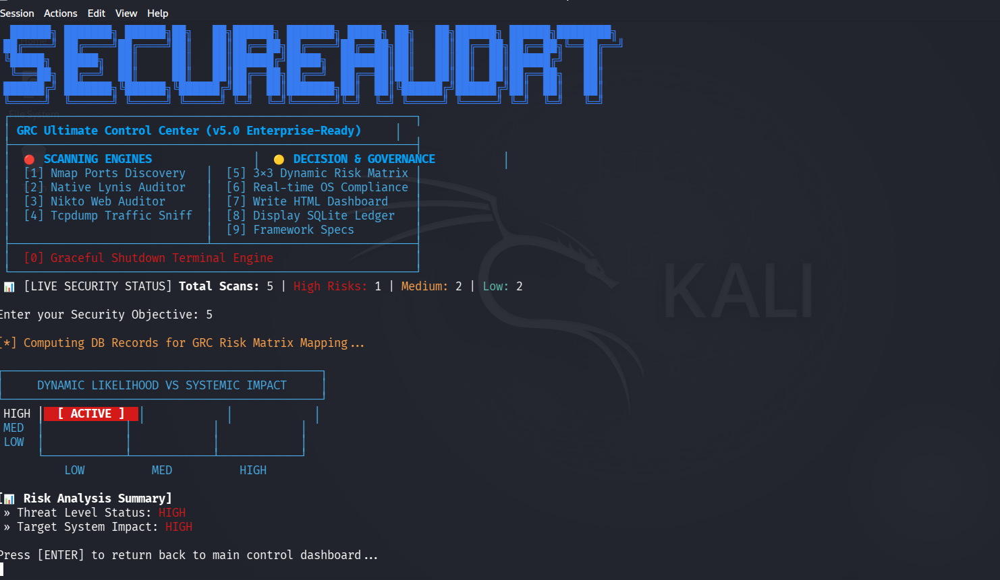 Session Actions Edit View Help
SECUREAUDIT
GRC Ultimate Control Center (v5.0 Enterprise-Ready)
🔴 SCANNING ENGINES 🟡 DECISION & GOVERNANCE
[1] Nmap Ports Discovery [5] 3×3 Dynamic Risk Matrix
[2] Native Lynis Auditor [6] Real-time OS Compliance
[3] Nikto Web Auditor [7] Write HTML Dashboard
[4] Tcpdump Traffic Sniff [8] Display SQLite Ledger
[9] Framework Specs
[0] Graceful Shutdown Terminal Engine
📊 [LIVE SECURITY STATUS] Total Scans: 5 | High Risks: 1 | Medium: 2 | Low: 2
Enter your Security Objective: 5
[*] Computing DB Records for GRC Risk Matrix Mapping...
DYNAMIC LIKELIHOOD VS SYSTEMIC IMPACT
HIGH [ ACTIVE ]
MED
LOW
LOW MED HIGH
[📊 Risk Analysis Summary]
» Threat Level Status: HIGH
» Target System Impact: HIGH
Press [ENTER] to return back to main control dashboard...
KALI
Home
File System